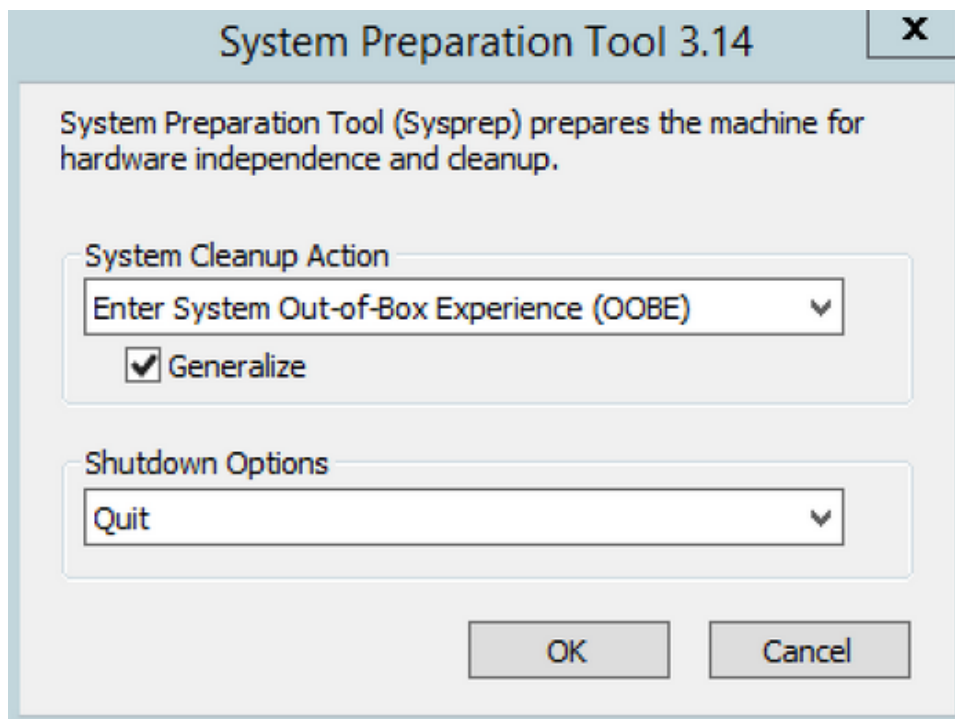 System Preparation Tool 3.14
x
System Preparation Tool (Sysprep) prepares the machine for
hardware independence and cleanup.
System Cleanup Action
Enter System Out-of-Box Experience (OOBE)
Generalize
Shutdown Options
Quit
OK Cancel